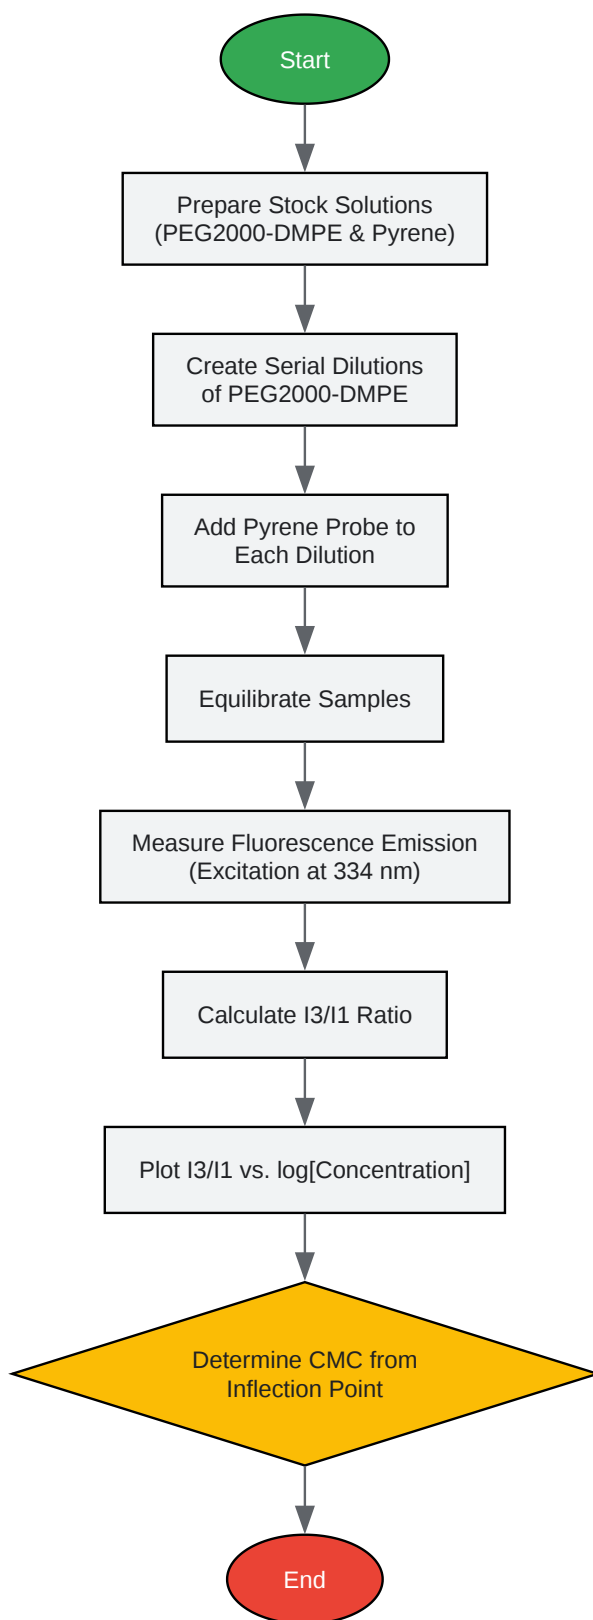 Start
Prepare Stock Solutions
(PEG2000-DMPE & Pyrene)
Create Serial Dilutions
of PEG2000-DMPE
Add Pyrene Probe to
Each Dilution
Equilibrate Samples
Measure Fluorescence Emission
(Excitation at 334 nm)
Calculate I3/I1 Ratio
Plot I3/I1 vs. log[Concentration]
Determine CMC from
Inflection Point
End